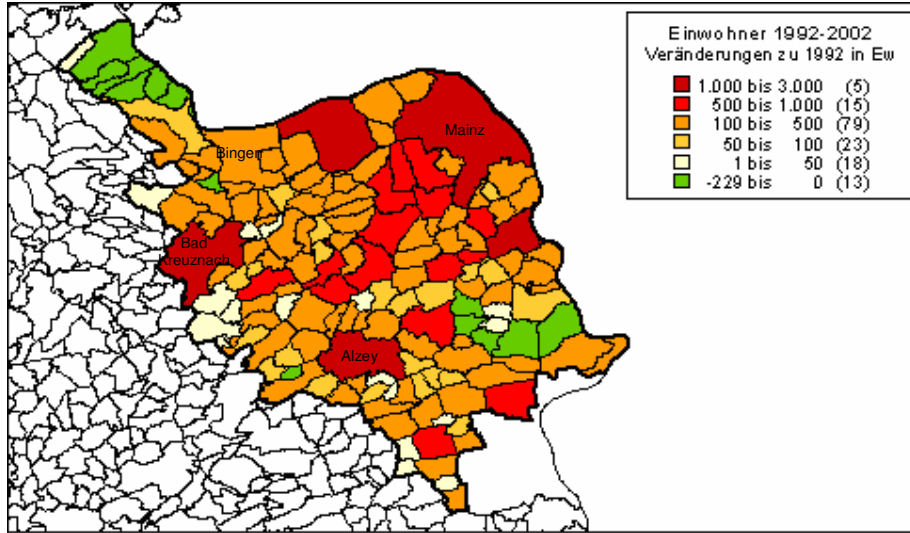 Einwohner 1992-2002
Veränderungen zu 1992 in Ew
1.000 bis 3.000 (5)
500 bis 1.000 (15)
100 bis 500 (79)
50 bis 100 (23)
1 bis 50 (18)
-229 bis 0 (13)
Mainz
Bingen
Bad
Kreuznach
Alzey